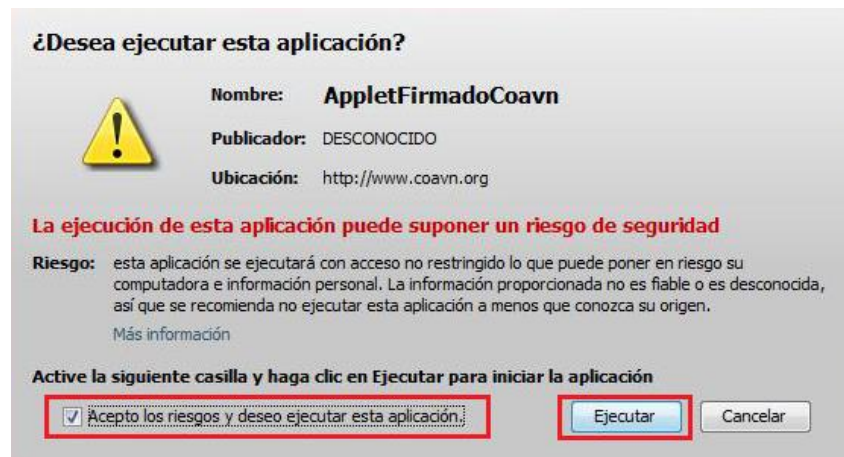 ¿Desea ejecutar esta aplicación?
Nombre: AppletFirmadoCoavn
Publicador: DESCONOCIDO
Ubicación: http://www.coavn.org
La ejecución de esta aplicación puede suponer un riesgo de seguridad
Riesgo: esta aplicación se ejecutará con acceso no restringido lo que puede poner en riesgo su
computadora e información personal. La información proporcionada no es fiable o es desconocida,
así que se recomienda no ejecutar esta aplicación a menos que conozca su origen.
Más información
Active la siguiente casilla y haga clic en Ejecutar para iniciar la aplicación
Acepto los riesgos y deseo ejecutar esta aplicación. Ejecutar Cancelar